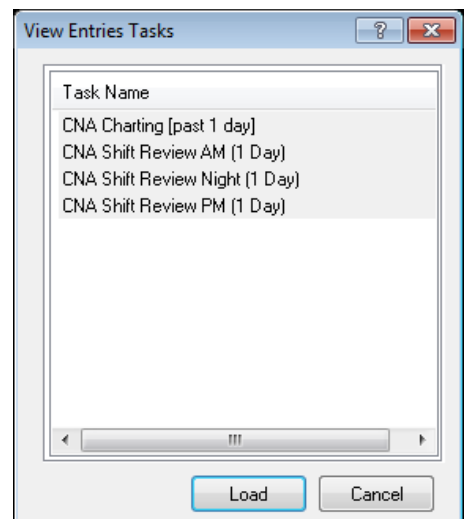 View Entries Tasks
Task Name
CNA Charting [past 1 day]
CNA Shift Review AM (1 Day)
CNA Shift Review Night (1 Day)
CNA Shift Review PM (1 Day)
Load Cancel